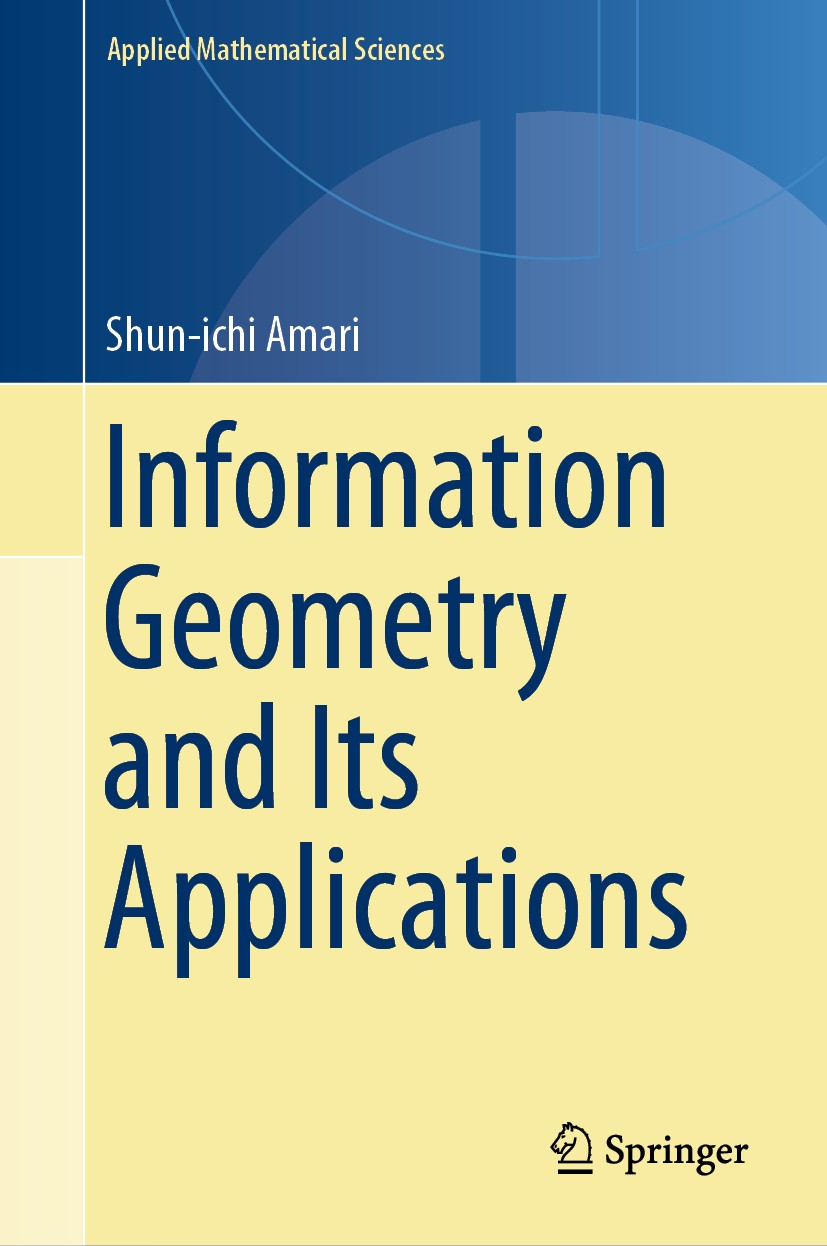 Applied Mathematical Sciences
Shun-ichi Amari
Information
Geometry
and Its
Applications
Springer